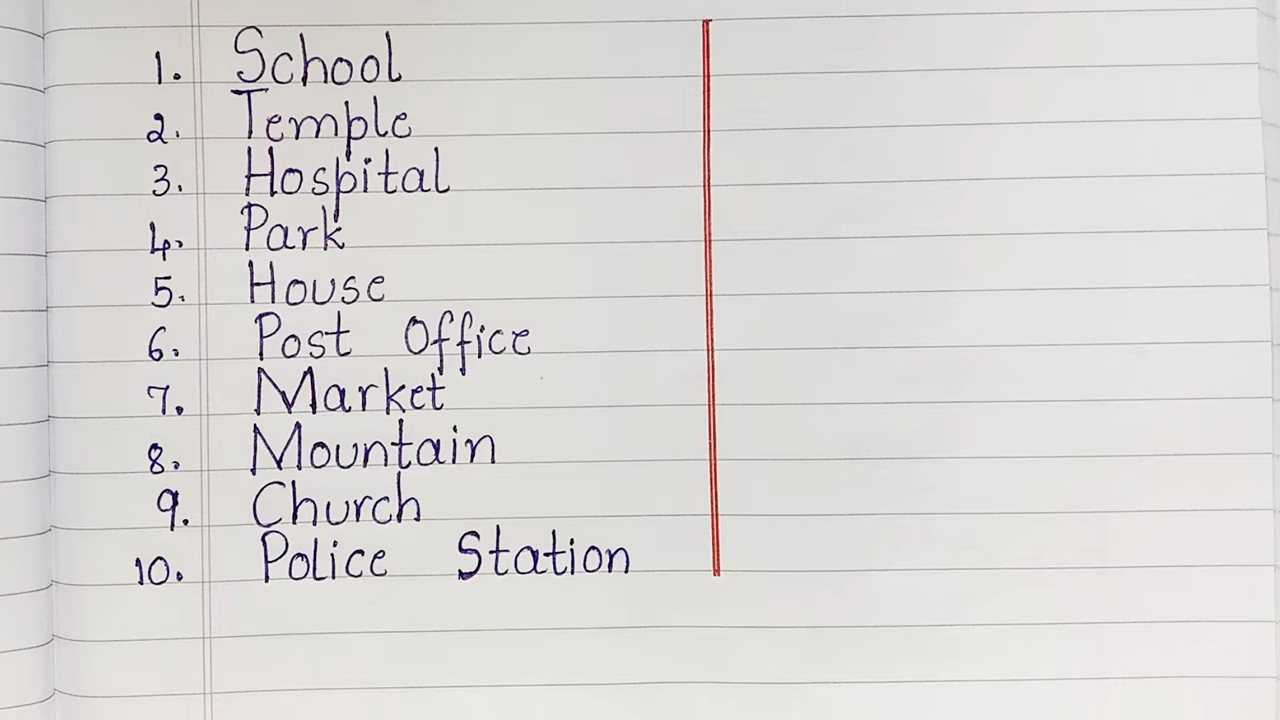 1. School
2. Temple
3. Hospital
4. Park
5. House
6. Post Office
7. Market
8. Mountain
9. Church
10. Police Station